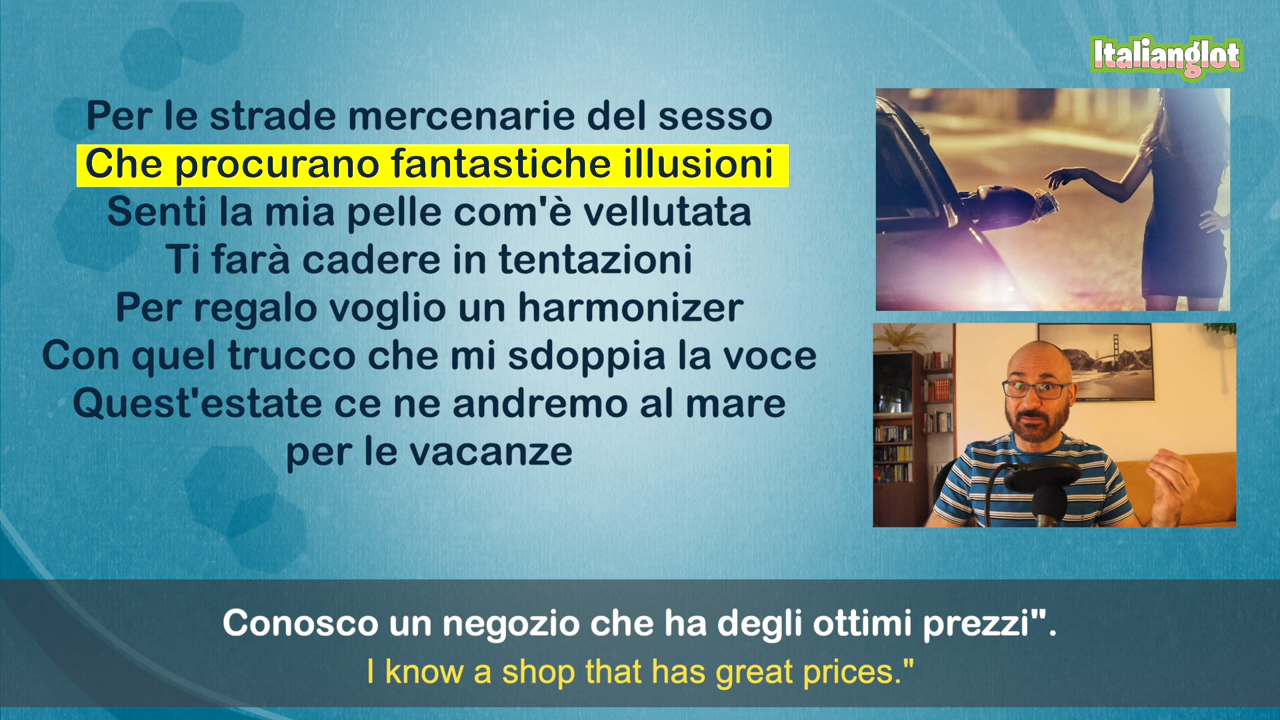 Italianglot
Per le strade mercenarie del sesso
Che procurano fantastiche illusioni
Senti la mia pelle com'è vellutata
Ti farà cadere in tentazioni
Per regalo voglio un harmonizer
Con quel trucco che mi sdoppia la voce
Quest'estate ce ne andremo al mare
per le vacanze
Conosco un negozio che ha degli ottimi prezzi".
I know a shop that has great prices."